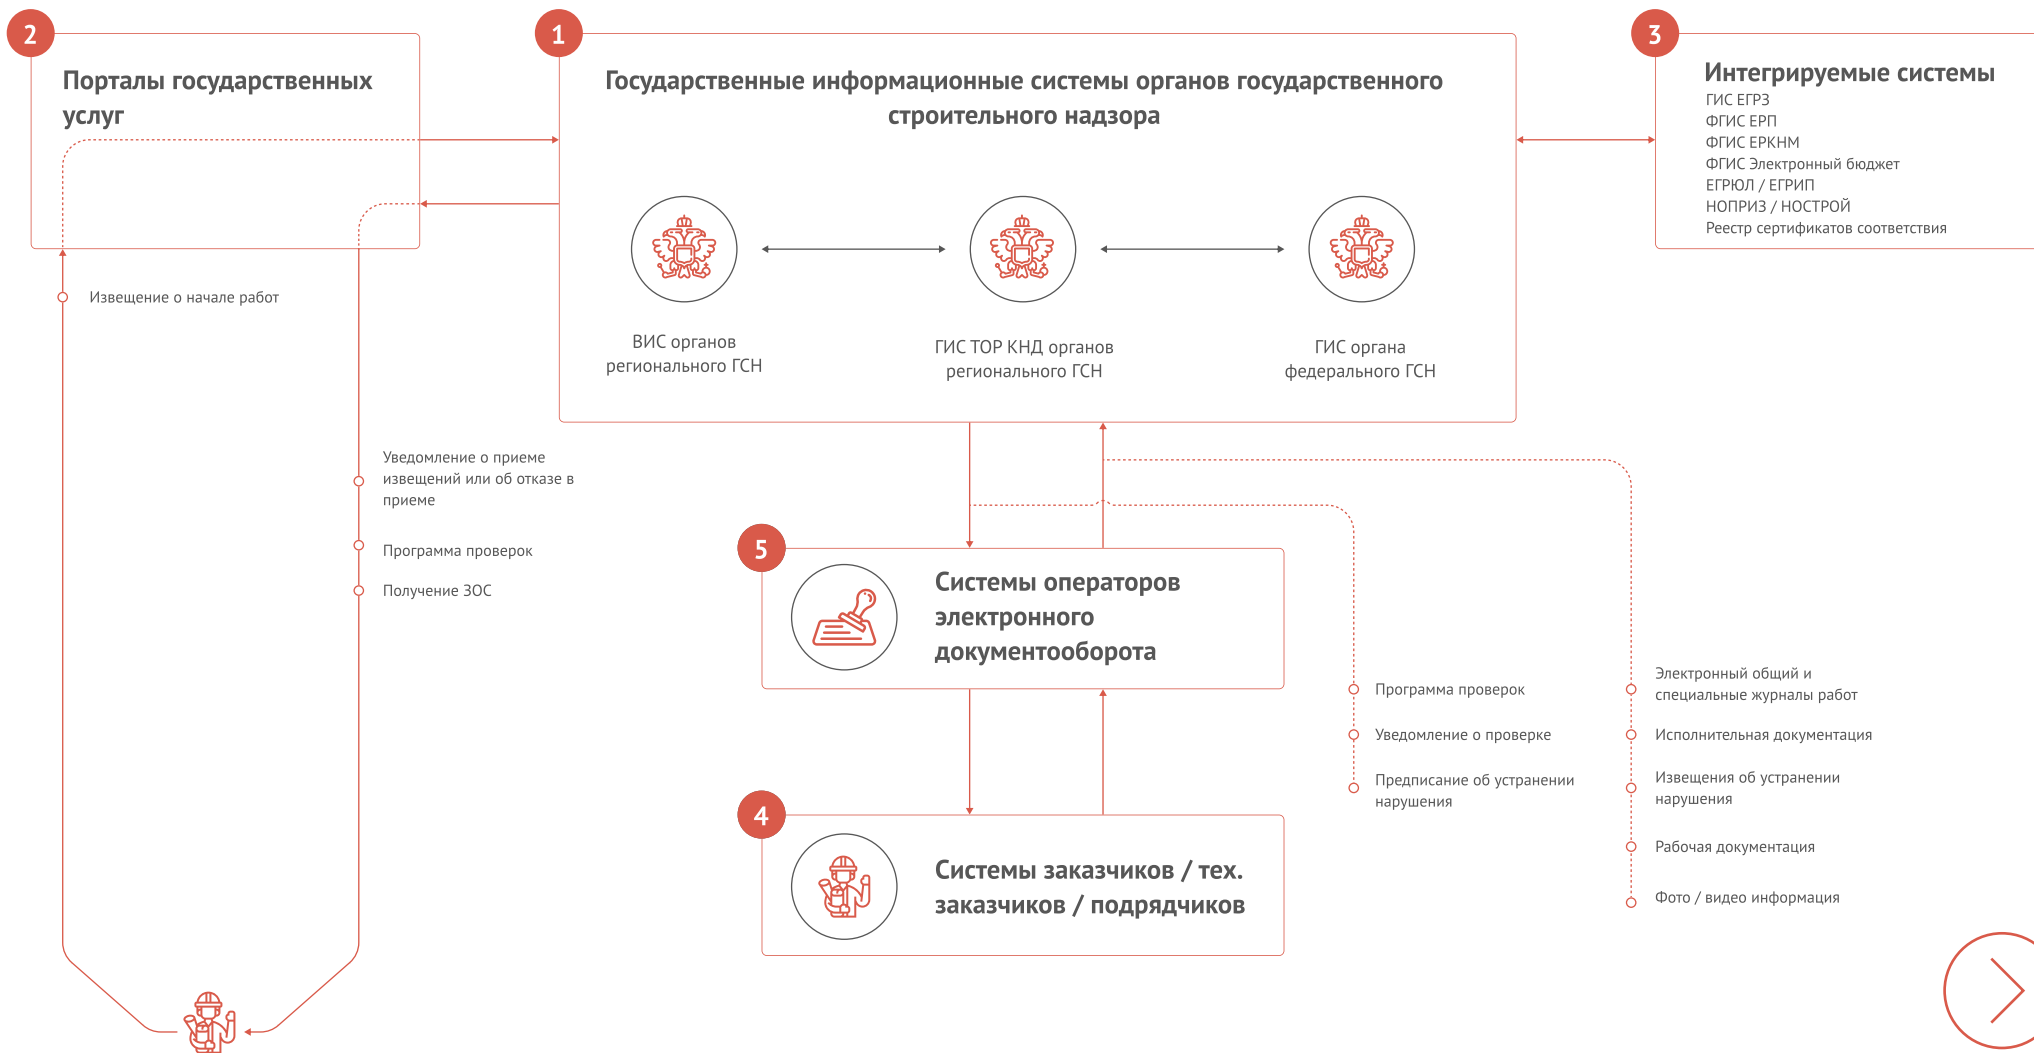 2
Порталы государственных
услуг
1
Государственные информационные системы органов государственного
строительного надзора
3
Интегрируемые системы
ГИС ЕГРЗ
ФГИС ЕРП
ФГИС ЕРКНМ
ФГИС Электронный бюджет
ЕГРЮЛ / ЕГРИП
НОПРИЗ / НОСТРОЙ
Реестр сертификатов соответствия
ВИС органов
регионального ГСН
ГИС ТОР КНД органов
регионального ГСН
ГИС органа
федерального ГСН
Извещение о начале работ
Уведомление о приеме
извещений или об отказе в
приеме
Программа проверок
Получение ЗОС
5
Системы операторов
электронного
документооборота
4
Системы заказчиков / тех.
заказчиков / подрядчиков
Программа проверок
Уведомление о проверке
Предписание об устранении
нарушения
Электронный общий и
специальные журналы работ
Исполнительная документация
Извещения об устранении
нарушения
Рабочая документация
Фото / видео информация